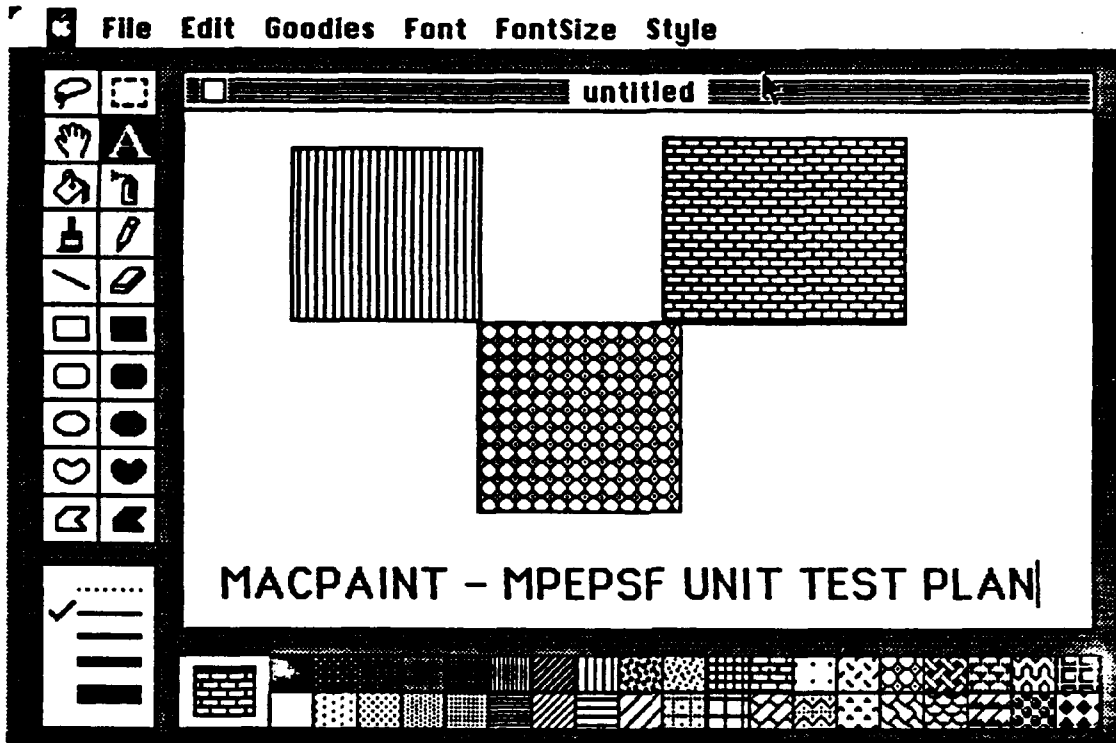 File Edit Goodies Font FontSize Style
untitled
A
MACPAINT - MPEPSF UNIT TEST PLAN